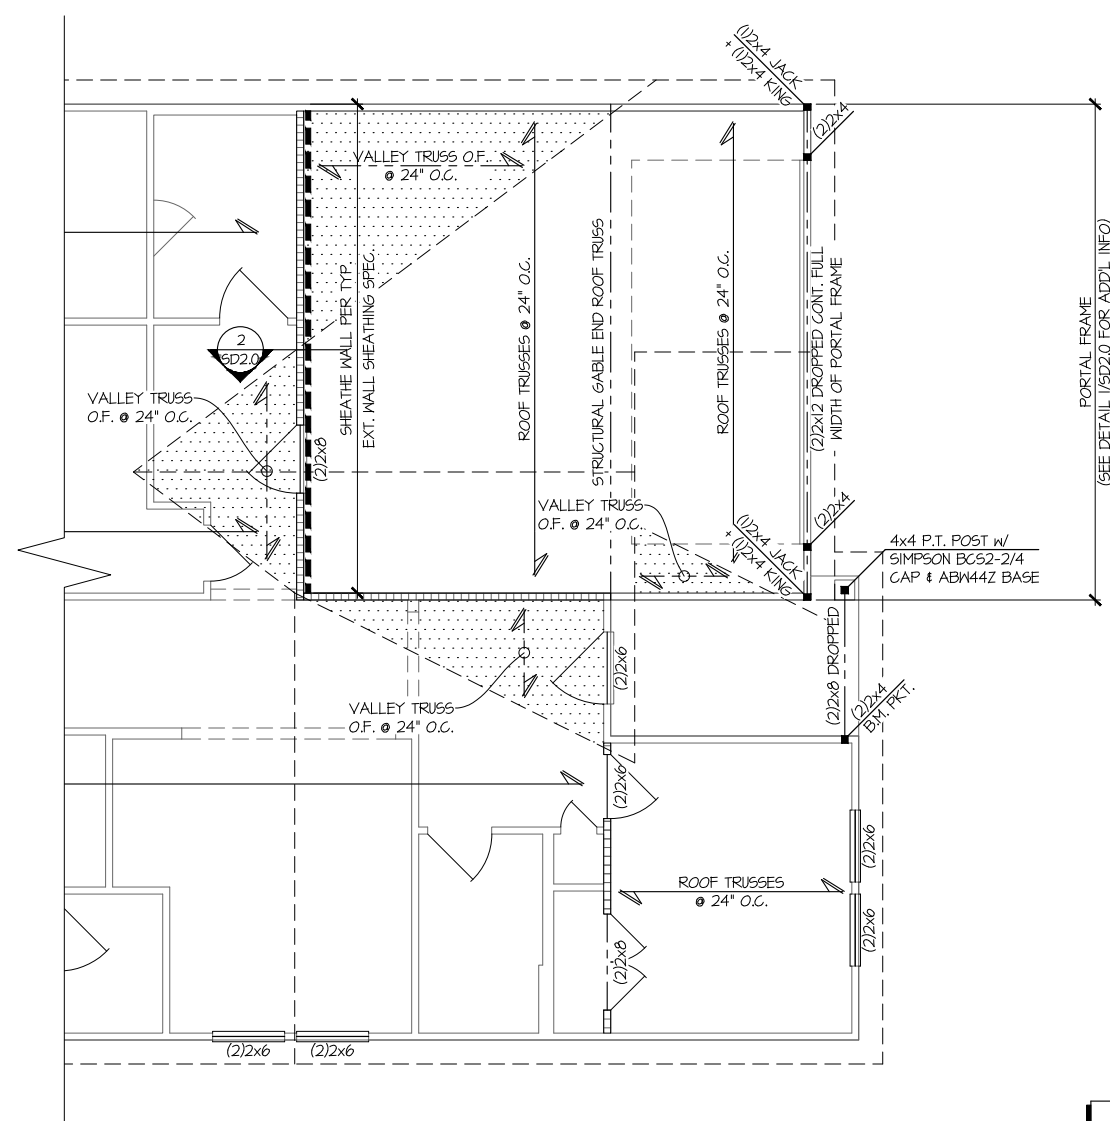 (1)2x4 JACK
+ (1)2x4 KING
(2)2x4
VALLEY TRUSS O.F.
@ 24" O.C.
2
SD2.0
VALLEY TRUSS
O.F. @ 24" O.C.
SHEATHE WALL PER TYP.
EXT. WALL SHEATHING SPEC.
(2)2x8
ROOF TRUSSES @ 24" O.C.
STRUCTURAL GABLE END ROOF TRUSS
ROOF TRUSSES @ 24" O.C.
(2)2x12 DROPPED CONT. FULL
WIDTH OF PORTAL FRAME
PORTAL FRAME
(SEE DETAIL 1/SD2.0 FOR ADD'L INFO)
VALLEY TRUSS
O.F. @ 24" O.C.
(1)2x4 JACK
+ (1)2x4 KING
(2)2x4
4x4 P.T. POST W/
SIMPSON BCS2-2/4
CAP & ABW44Z BASE
(2)2x8 DROPPED
(2)2x4
B.M. PKT.
(2)2x6
VALLEY TRUSS
O.F. @ 24" O.C.
(2)2x6
ROOF TRUSSES
@ 24" O.C.
(2)2x6
(2)2x6
(2)2x8
(2)2x6
(2)2x6